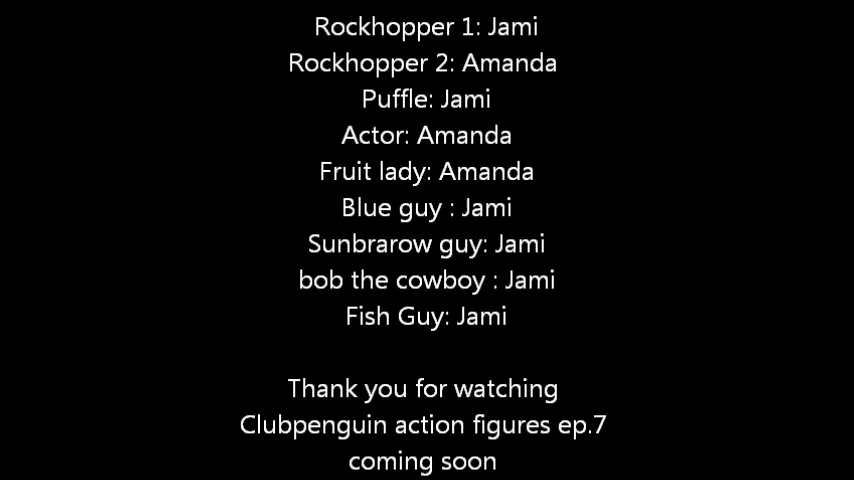 Rockhopper 1: Jami
Rockhopper 2: Amanda
Puffle: Jami
Actor: Amanda
Fruit lady: Amanda
Blue guy : Jami
Sunbrarow guy: Jami
bob the cowboy : Jami
Fish Guy: Jami
Thank you for watching
Clubpenguin action figures ep.7
coming soon